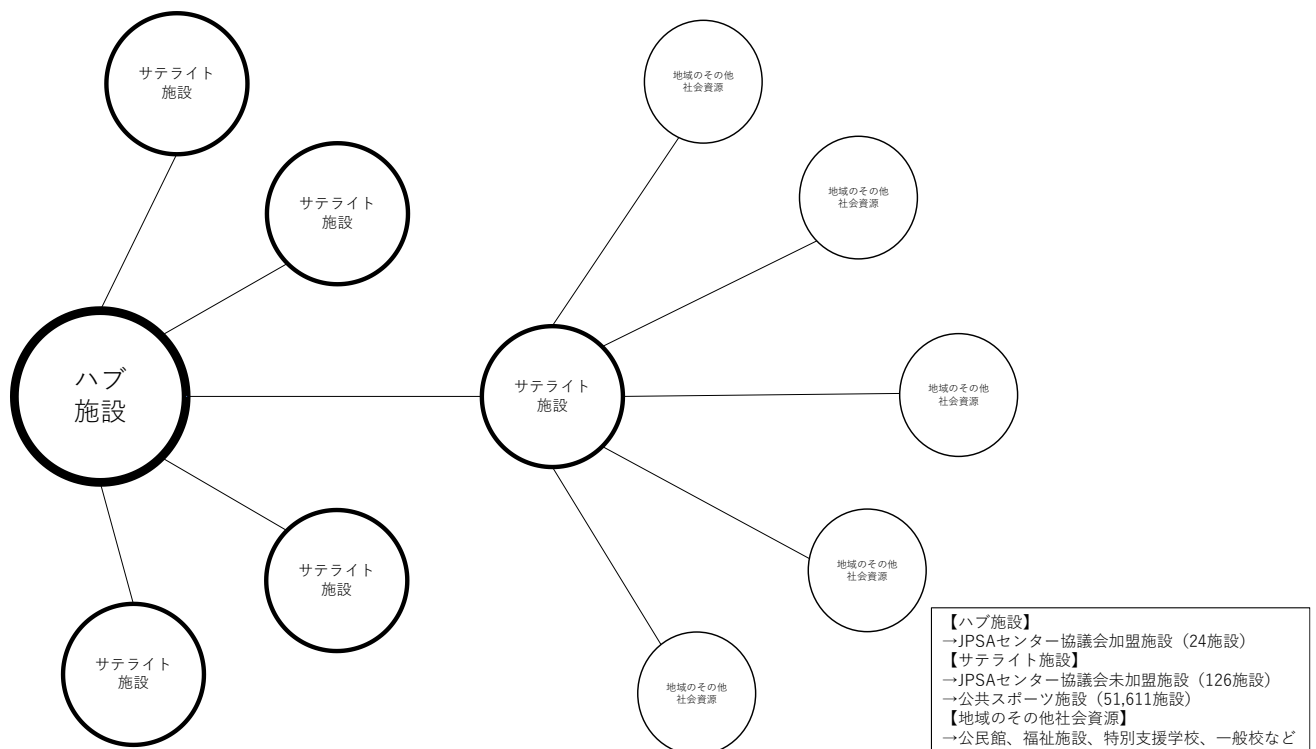 サテライト
施設
サテライト
施設
ハブ
施設
サテライト
施設
サテライト
施設
サテライト
施設
地域のその他
社会資源
地域のその他
社会資源
地域のその他
社会資源
地域のその他
社会資源
地域のその他
社会資源
【ハブ施設】
→JPSAセンター協議会加盟施設（24施設）
【サテライト施設】
→JPSAセンター協議会未加盟施設（126施設）
→公共スポーツ施設（51,611施設）
【地域のその他社会資源】
→公民館、福祉施設、特別支援学校、一般校など